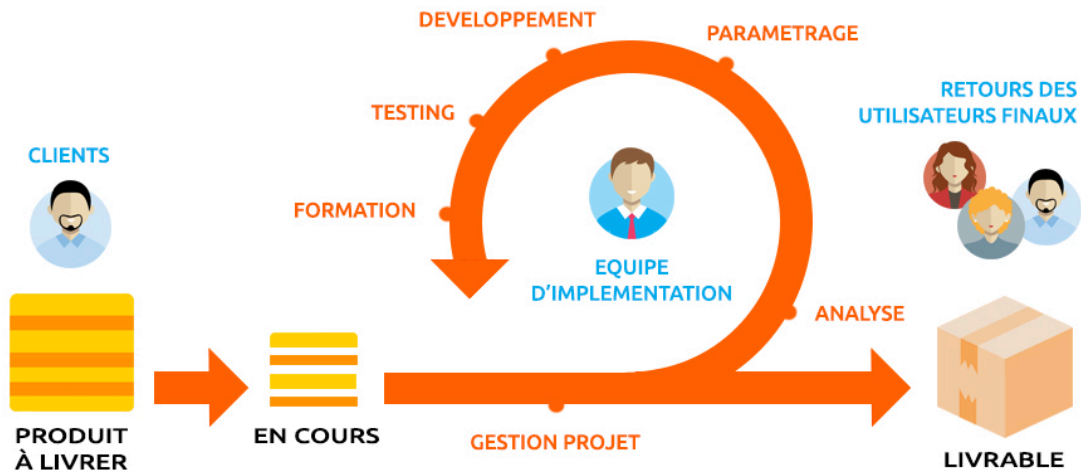 DEVELOPPEMENT
PARAMETRAGE
RETOURS DES
UTILISATEURS FINAUX
TESTING
CLIENTS
FORMATION
EQUIPE
D'IMPLEMENTATION
ANALYSE
PRODUIT
À LIVRER
EN COURS
GESTION PROJET
LIVRABLE